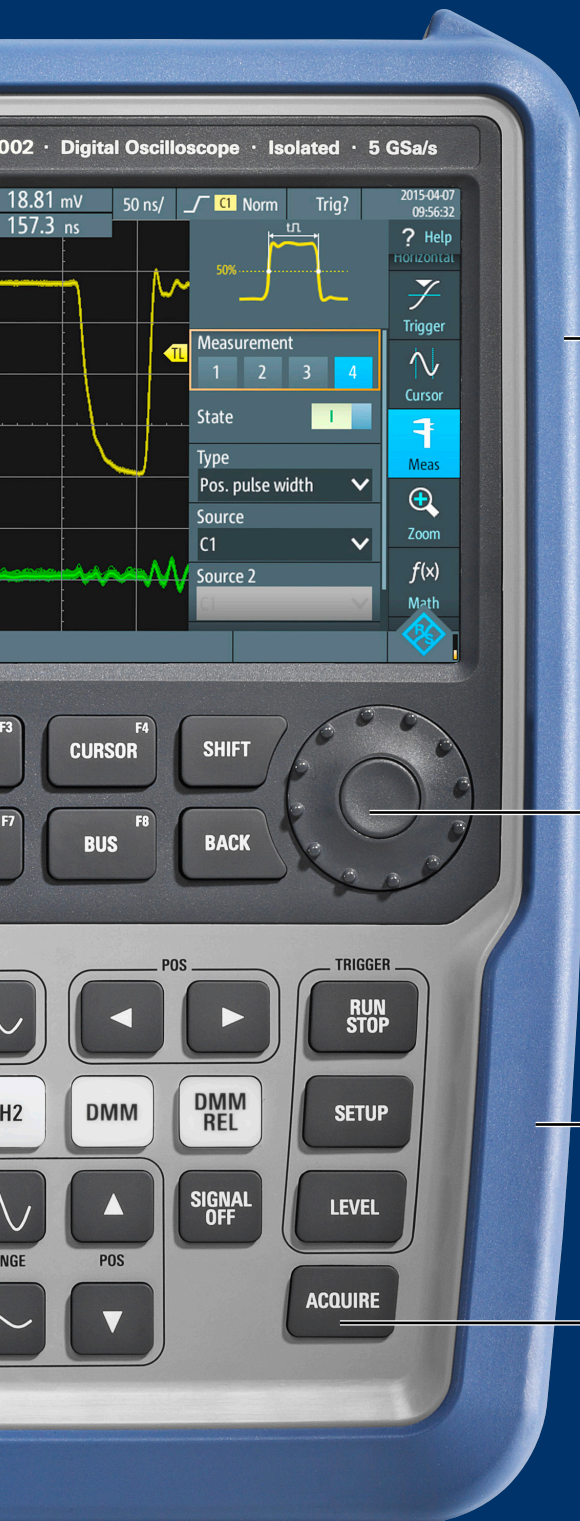 002 · Digital Oscilloscope · Isolated · 5 GSa/s
18.81 mV
50 ns/
C1 Norm
Trig?
2015-04-07
09:56:32
157.3 ns
? Help
Horizontal
50%
Trigger
TL
Measurement
1 2 3 4
Cursor
State
I
Meas
Type
Pos. pulse width
Source
C1
Zoom
Source 2
C1
f(x)
Math
R S
F3
F4
CURSOR
SHIFT
F7
F8
BUS
BACK
POS
TRIGGER
RUN
STOP
H2
DMM
DMM
REL
SETUP
SIGNAL
OFF
LEVEL
NGE
POS
ACQUIRE